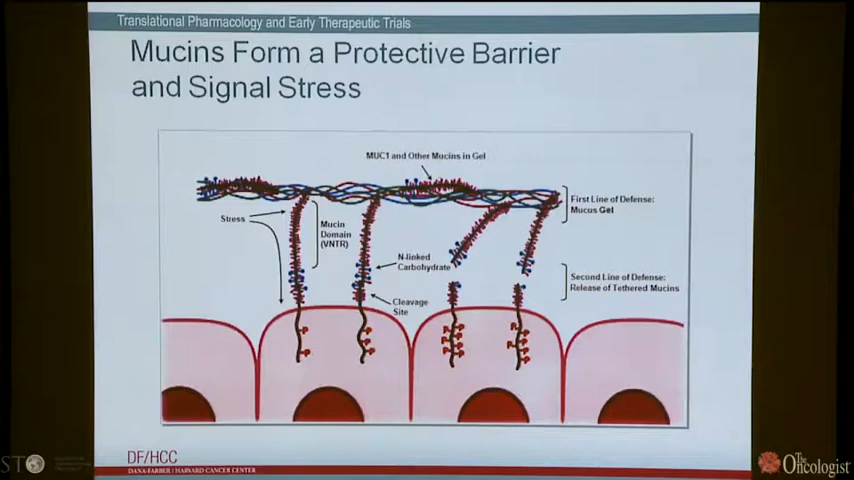 Translational Pharmacology and Early Therapeutic Trials
Mucins Form a Protective Barrier
and Signal Stress
MUC1 and Other Mucins in Gel
Stress
Mucin
Domain
(VNTR)
First Line of Defense:
Mucus Gel
N-linked
Carbohydrate
Second Line of Defense:
Release of Tethered Mucins
Cleavage
Site
DF/HCC
DANA-FARBER / HARVARD CANCER CENTER
STO
The
Oncologist